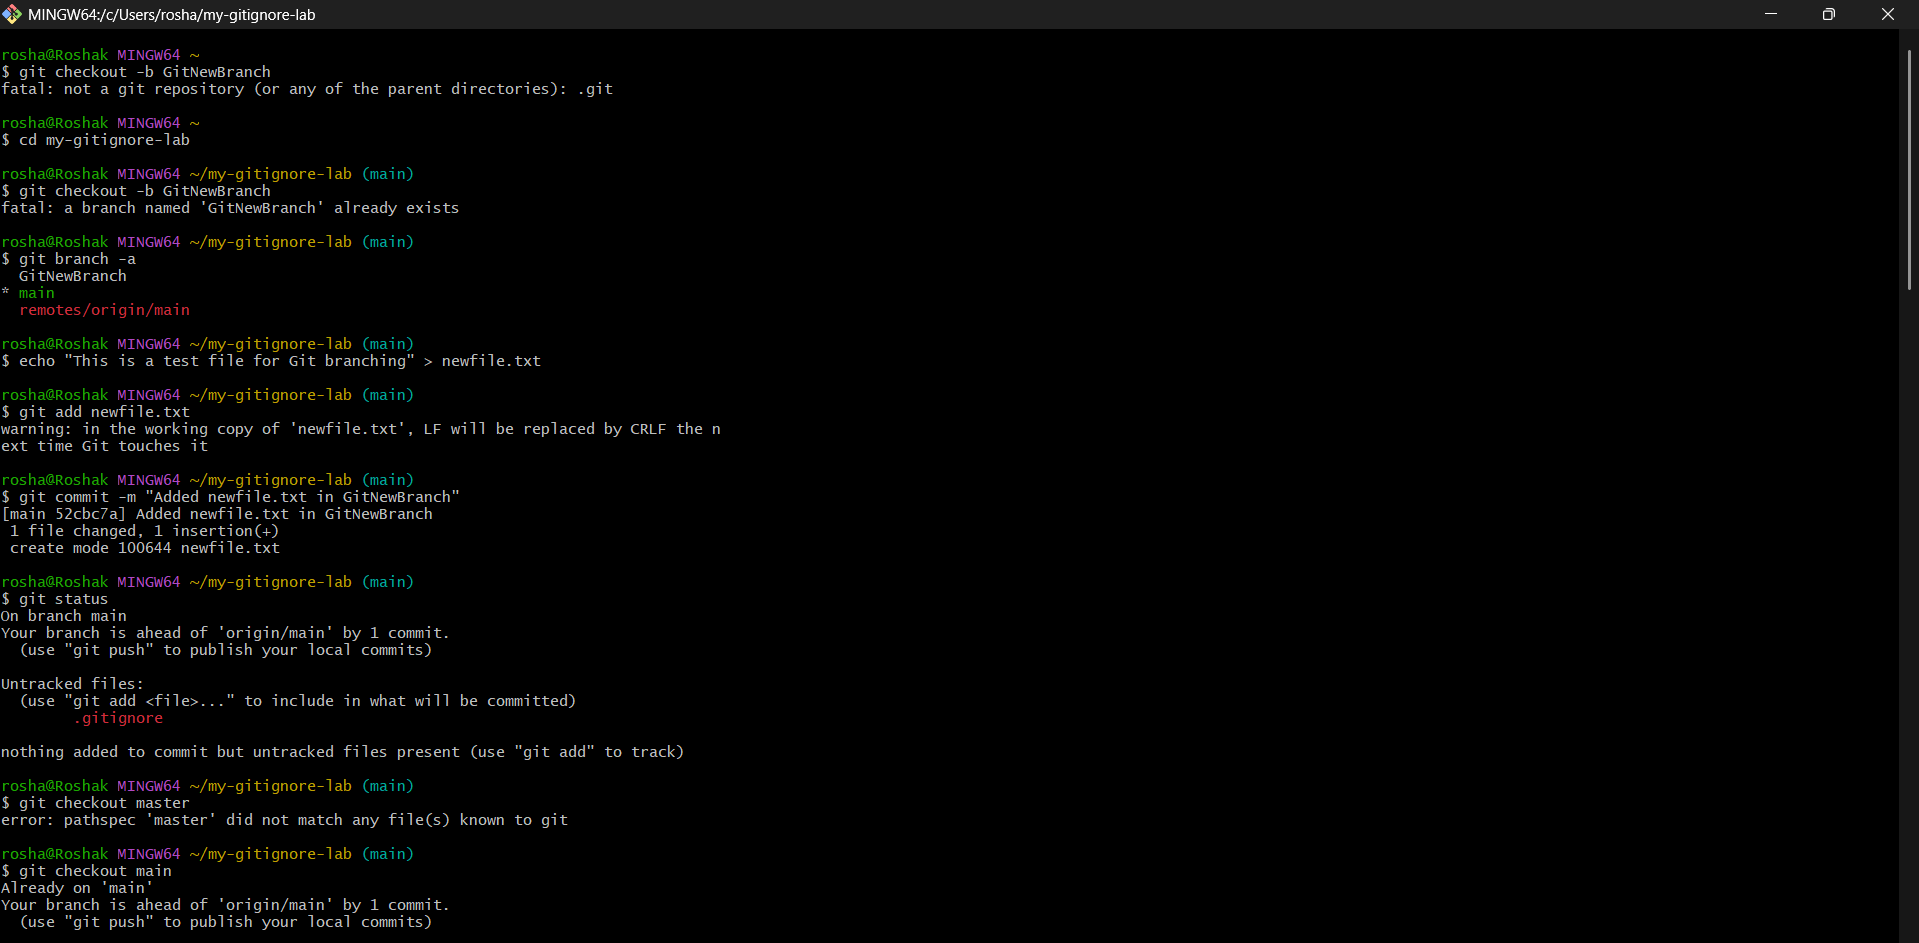 MINGW64:/c/Users/rosha/my-gitignore-lab
rosha@Roshak MINGW64 ~
$ git checkout -b GitNewBranch
fatal: not a git repository (or any of the parent directories): .git
rosha@Roshak MINGW64 ~
$ cd my-gitignore-lab
rosha@Roshak MINGW64 ~/my-gitignore-lab (main)
$ git checkout -b GitNewBranch
fatal: a branch named 'GitNewBranch' already exists
rosha@Roshak MINGW64 ~/my-gitignore-lab (main)
$ git branch -a
  GitNewBranch
* main
  remotes/origin/main
rosha@Roshak MINGW64 ~/my-gitignore-lab (main)
$ echo "This is a test file for Git branching" > newfile.txt
rosha@Roshak MINGW64 ~/my-gitignore-lab (main)
$ git add newfile.txt
warning: in the working copy of 'newfile.txt', LF will be replaced by CRLF the n
ext time Git touches it
rosha@Roshak MINGW64 ~/my-gitignore-lab (main)
$ git commit -m "Added newfile.txt in GitNewBranch"
[main 52cbc7a] Added newfile.txt in GitNewBranch
 1 file changed, 1 insertion(+)
 create mode 100644 newfile.txt
rosha@Roshak MINGW64 ~/my-gitignore-lab (main)
$ git status
On branch main
Your branch is ahead of 'origin/main' by 1 commit.
  (use "git push" to publish your local commits)
Untracked files:
  (use "git add <file>..." to include in what will be committed)
        .gitignore
nothing added to commit but untracked files present (use "git add" to track)
rosha@Roshak MINGW64 ~/my-gitignore-lab (main)
$ git checkout master
error: pathspec 'master' did not match any file(s) known to git
rosha@Roshak MINGW64 ~/my-gitignore-lab (main)
$ git checkout main
Already on 'main'
Your branch is ahead of 'origin/main' by 1 commit.
  (use "git push" to publish your local commits)